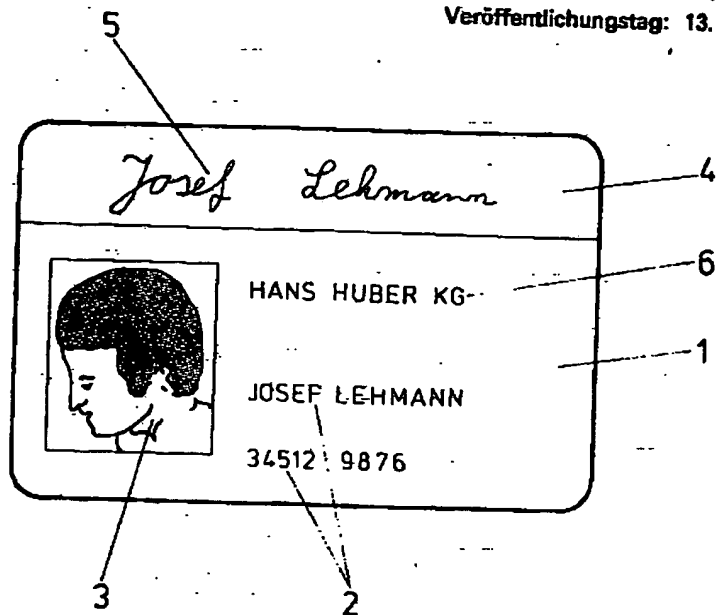 Veröffentlichungstag: 13.
5
Josef Lehmann
4
HANS HUBER KG
6
1
JOSEF LEHMANN
34512 9876
3
2